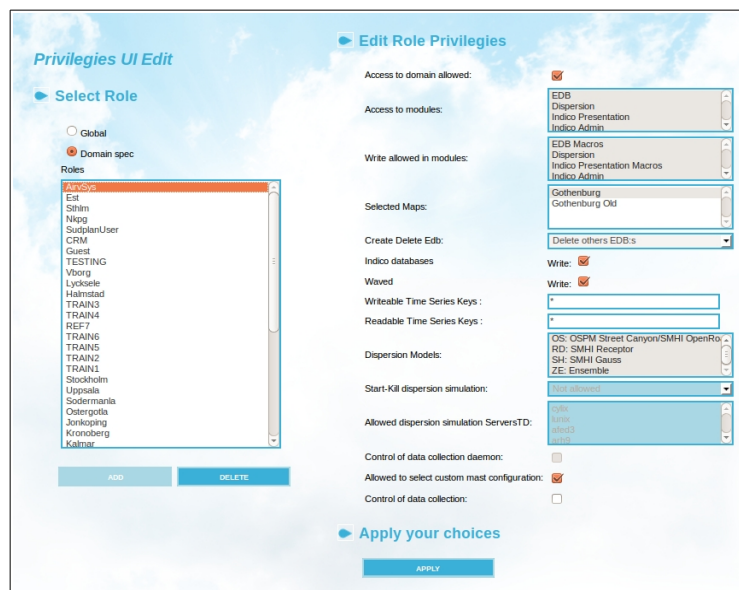 Privilegies UI Edit
Select Role
Global
Domain spec
Roles
AirvSys
Est
Sthlm
Nkpg
SudplanUser
CRM
Guest
TESTING
Vborg
Lycksele
Halmstad
TRAIN3
TRAIN4
REF7
TRAIN6
TRAIN5
TRAIN2
TRAIN1
Stockholm
Uppsala
Sodermanla
Ostergotla
Jonkoping
Kronoberg
Kalmar
ADD
DELETE
Edit Role Privilegies
Access to domain allowed:
Access to modules:
EDB
Dispersion
Indico Presentation
Indico Admin
Write allowed in modules:
EDB Macros
Dispersion
Indico Presentation Macros
Indico Admin
Selected Maps:
Gothenburg
Gothenburg Old
Create Delete Edb:
Delete others EDB:s
Indico databases
Write:
Waved
Write:
Writeable Time Series Keys :
*
Readable Time Series Keys :
*
Dispersion Models:
OS: OSPM Street Canyon/SMHI OpenRoa
RD: SMHI Receptor
SH: SMHI Gauss
ZE: Ensemble
Start-Kill dispersion simulation:
Not allowed
Allowed dispersion simulation ServersTD:
Control of data collection daemon:
Allowed to select custom mast configuration:
Control of data collection:
Apply your choices
APPLY